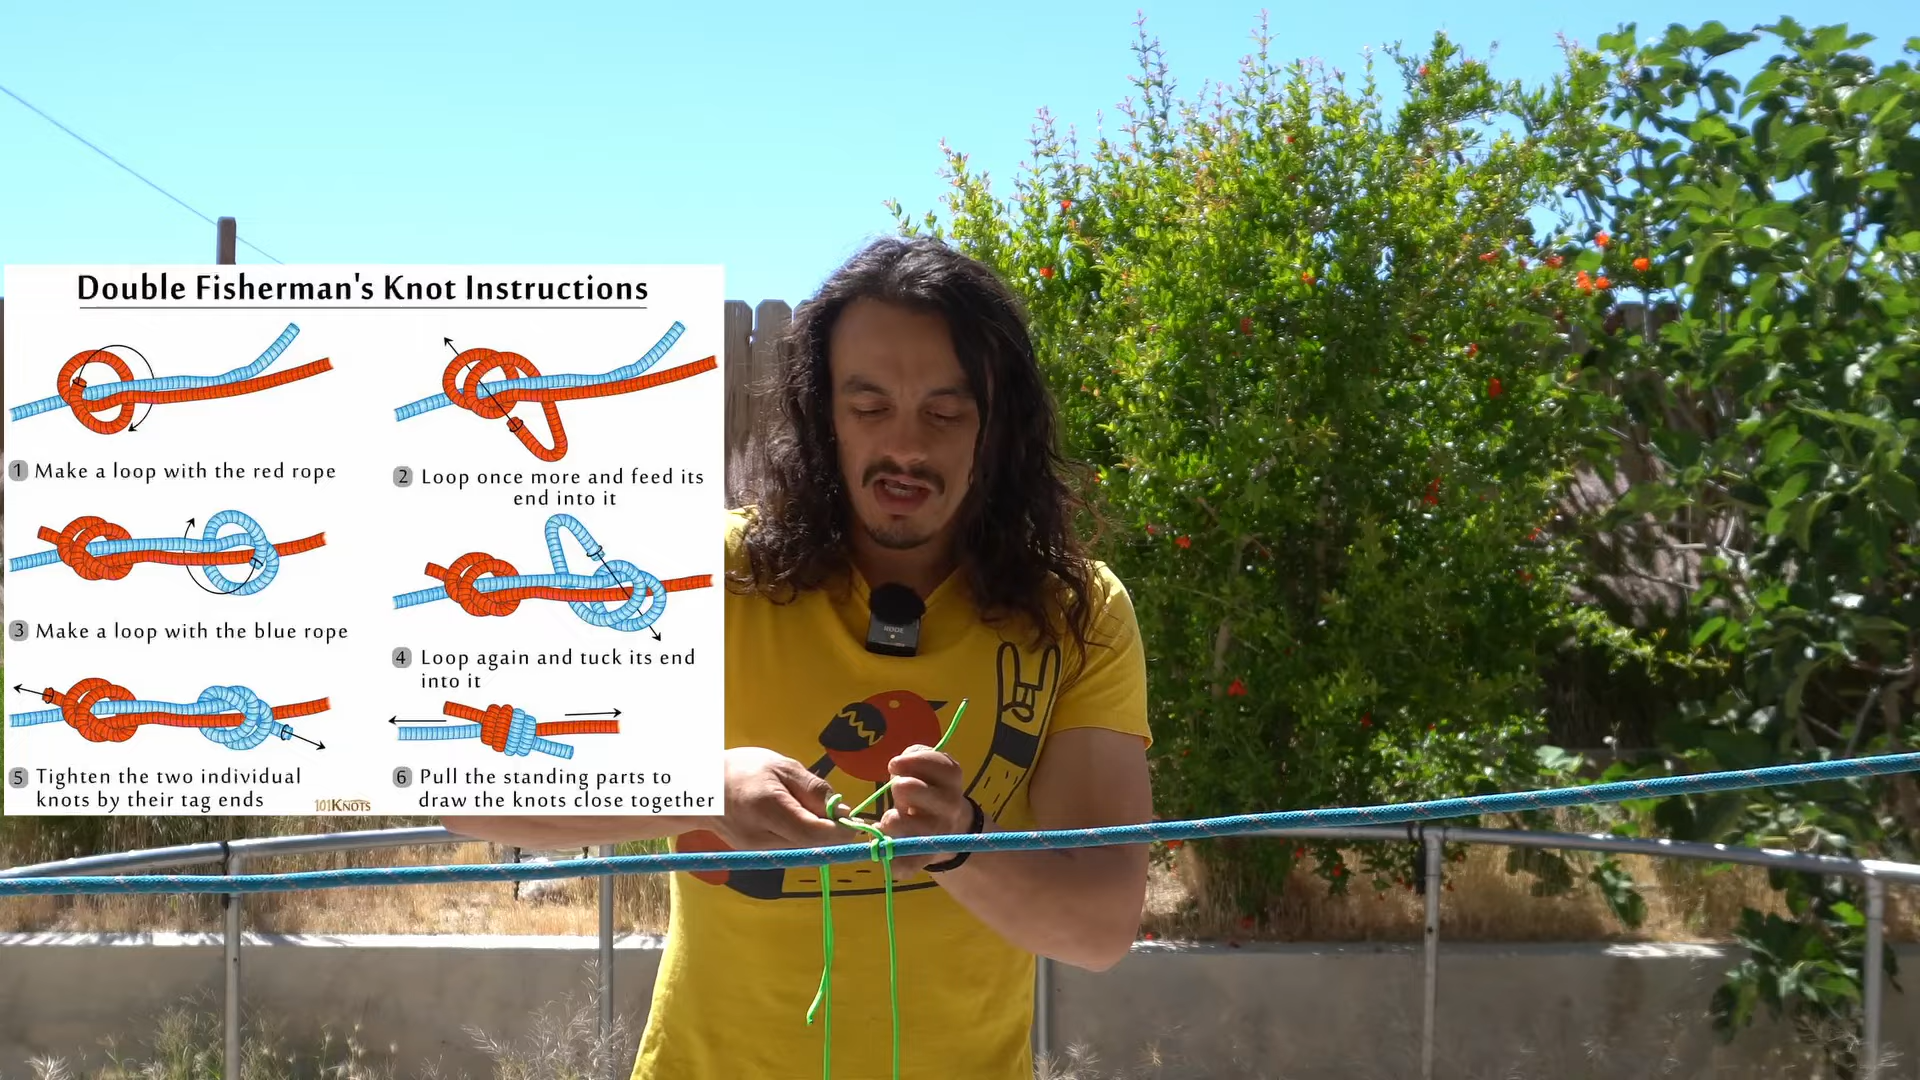 Double Fisherman's Knot Instructions
1 Make a loop with the red rope
2 Loop once more and feed its
end into it
3 Make a loop with the blue rope
4 Loop again and tuck its end
into it
5 Tighten the two individual
knots by their tag ends
6 Pull the standing parts to
draw the knots close together
101KNOTS
RODE